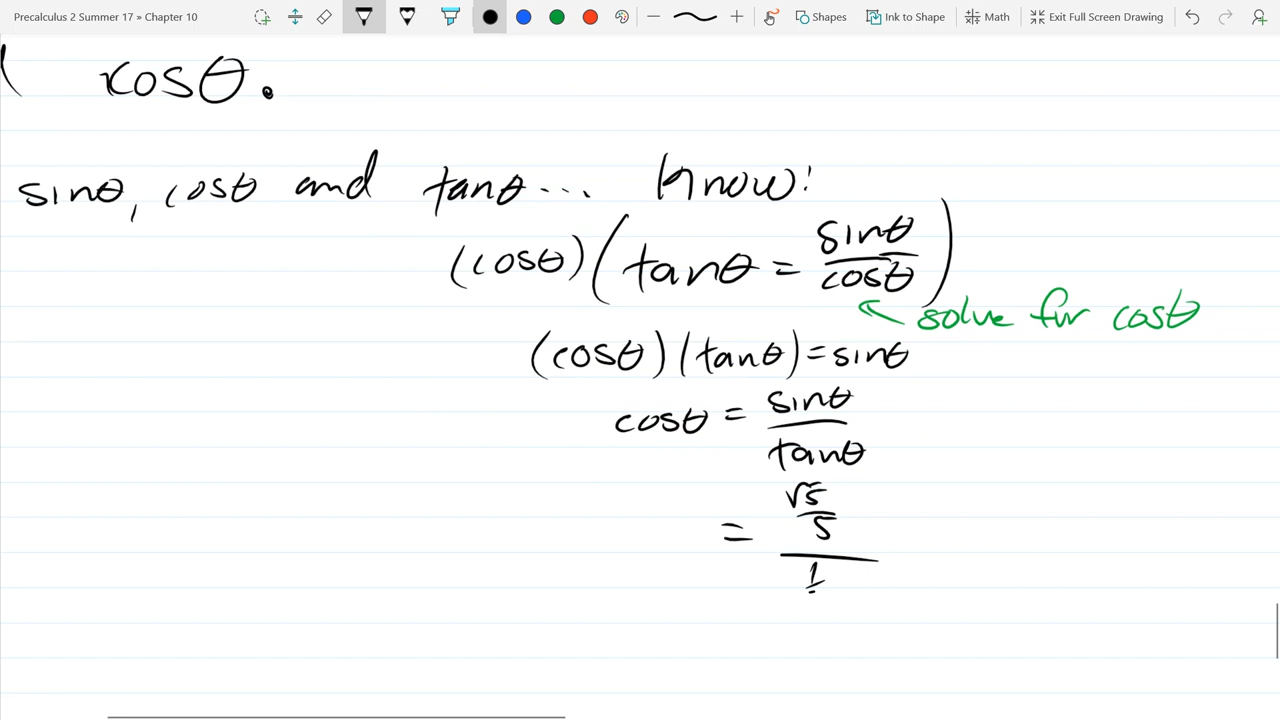 Precalculus 2 Summer 17 » Chapter 10 Shapes Ink to Shape Math Exit Full Screen Drawing
( cosθ.
sinθ, cosθ and tanθ... Know:
(cosθ)(tanθ = sinθ/cosθ)
solve for cosθ
(cosθ)(tanθ)=sinθ
cosθ = sinθ/tanθ
= √5/5
1